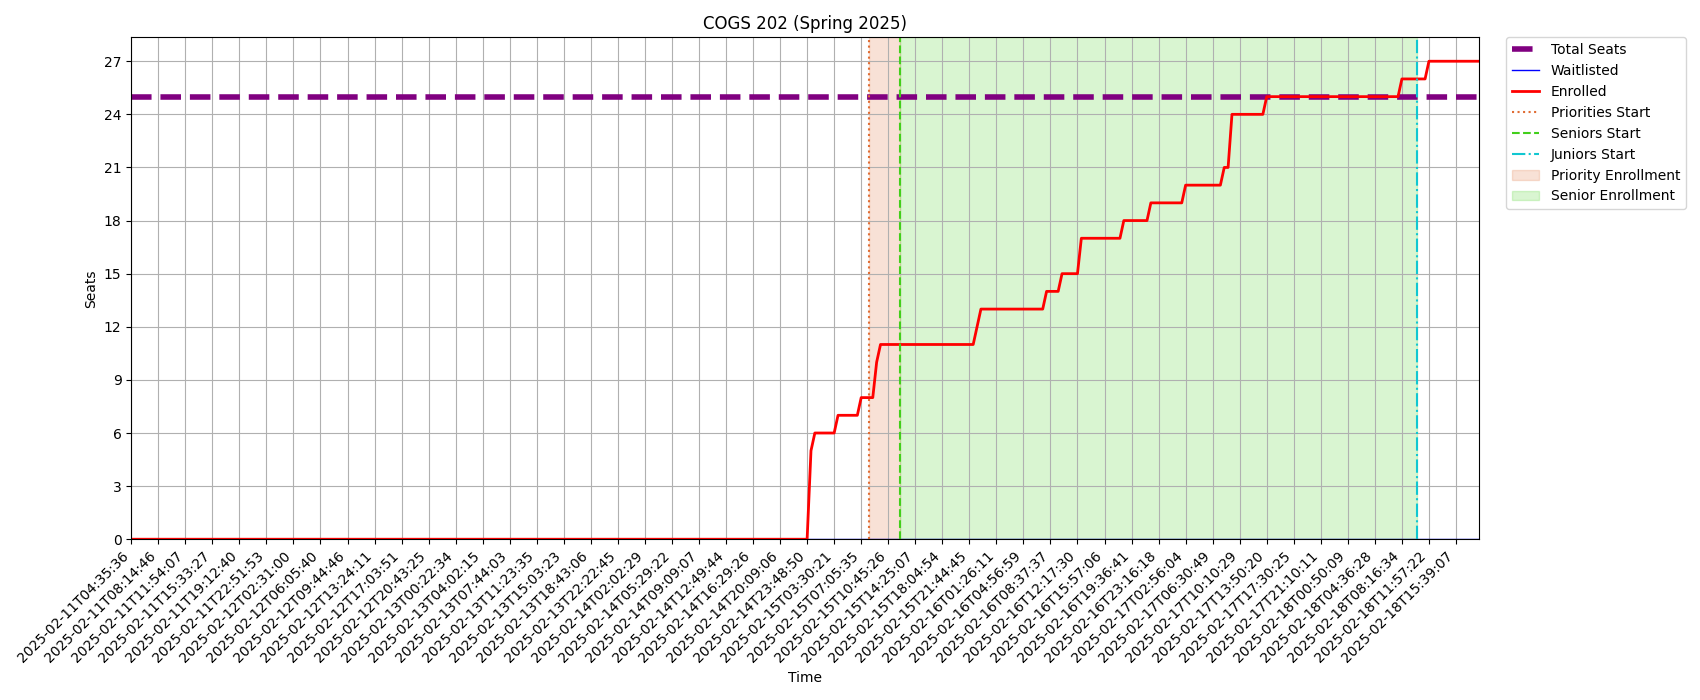 COGS 202 (Spring 2025)
Total Seats
Waitlisted
Enrolled
Priorities Start
Seniors Start
Juniors Start
Priority Enrollment
Senior Enrollment
Seats
27
24
21
18
15
12
9
6
3
0
2025-02-11T04:35:36
2025-02-11T08:14:46
2025-02-11T11:54:07
2025-02-11T15:33:27
2025-02-11T19:12:40
2025-02-11T22:51:53
2025-02-12T02:31:00
2025-02-12T06:05:40
2025-02-12T09:44:46
2025-02-12T13:24:11
2025-02-12T17:03:51
2025-02-12T20:43:25
2025-02-13T00:22:34
2025-02-13T04:02:15
2025-02-13T07:44:03
2025-02-13T11:23:35
2025-02-13T15:03:23
2025-02-13T18:43:06
2025-02-13T22:22:45
2025-02-14T02:02:29
2025-02-14T05:29:22
2025-02-14T09:09:07
2025-02-14T12:49:44
2025-02-14T16:29:26
2025-02-14T20:09:06
2025-02-14T23:48:50
2025-02-15T03:30:21
2025-02-15T07:05:35
2025-02-15T10:45:26
2025-02-15T14:25:07
2025-02-15T18:04:54
2025-02-15T21:44:45
2025-02-16T01:26:11
2025-02-16T04:56:59
2025-02-16T08:37:37
2025-02-16T12:17:30
2025-02-16T15:57:06
2025-02-16T19:36:41
2025-02-16T23:16:18
2025-02-17T02:56:04
2025-02-17T06:30:49
2025-02-17T10:10:29
2025-02-17T13:50:20
2025-02-17T17:30:25
2025-02-17T21:10:11
2025-02-18T00:50:09
2025-02-18T04:36:28
2025-02-18T08:16:34
2025-02-18T11:57:22
2025-02-18T15:39:07
Time